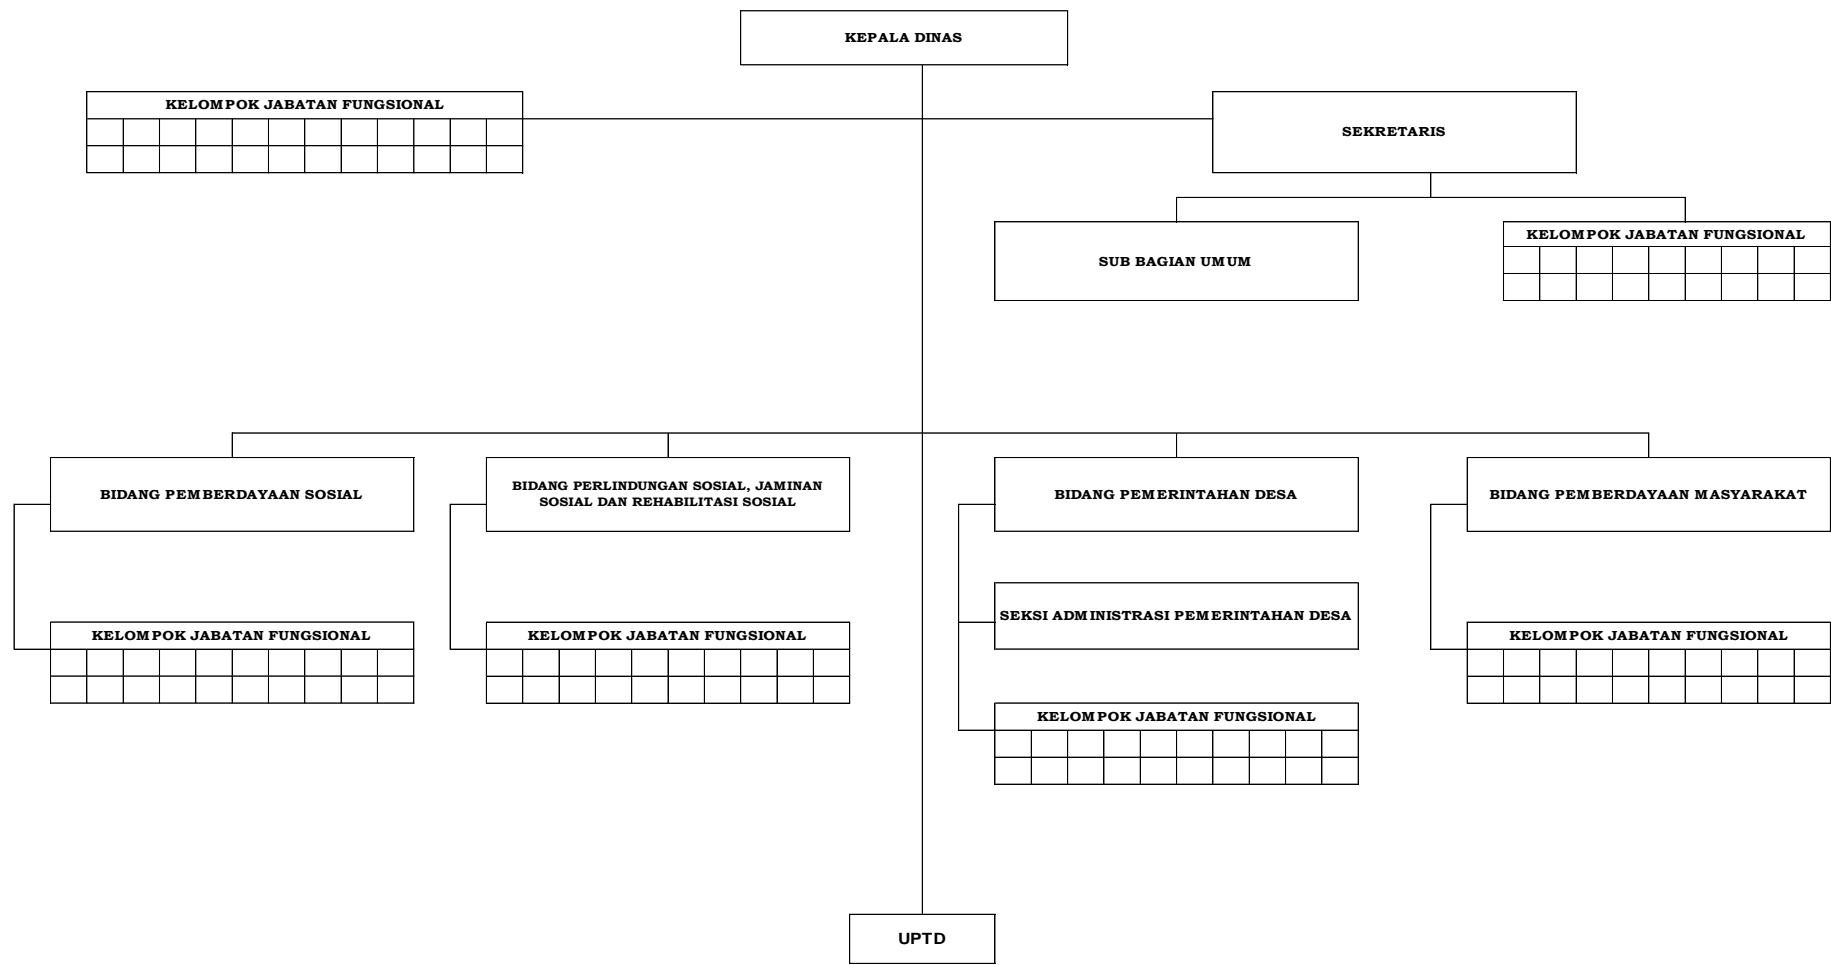 KEPALA DINAS
KELOMPOK JABATAN FUNGSIONAL
SEKRETARIS
SUB BAGIAN UMUM
KELOMPOK JABATAN FUNGSIONAL
BIDANG PEMBERDAYAAN SOSIAL
BIDANG PERLINDUNGAN SOSIAL, JAMINAN
SOSIAL DAN REHABILITASI SOSIAL
BIDANG PEMERINTAHAN DESA
BIDANG PEMBERDAYAAN MASYARAKAT
SEKSI ADMINISTRASI PEMERINTAHAN DESA
KELOMPOK JABATAN FUNGSIONAL
KELOMPOK JABATAN FUNGSIONAL
KELOMPOK JABATAN FUNGSIONAL
KELOMPOK JABATAN FUNGSIONAL
UPTD